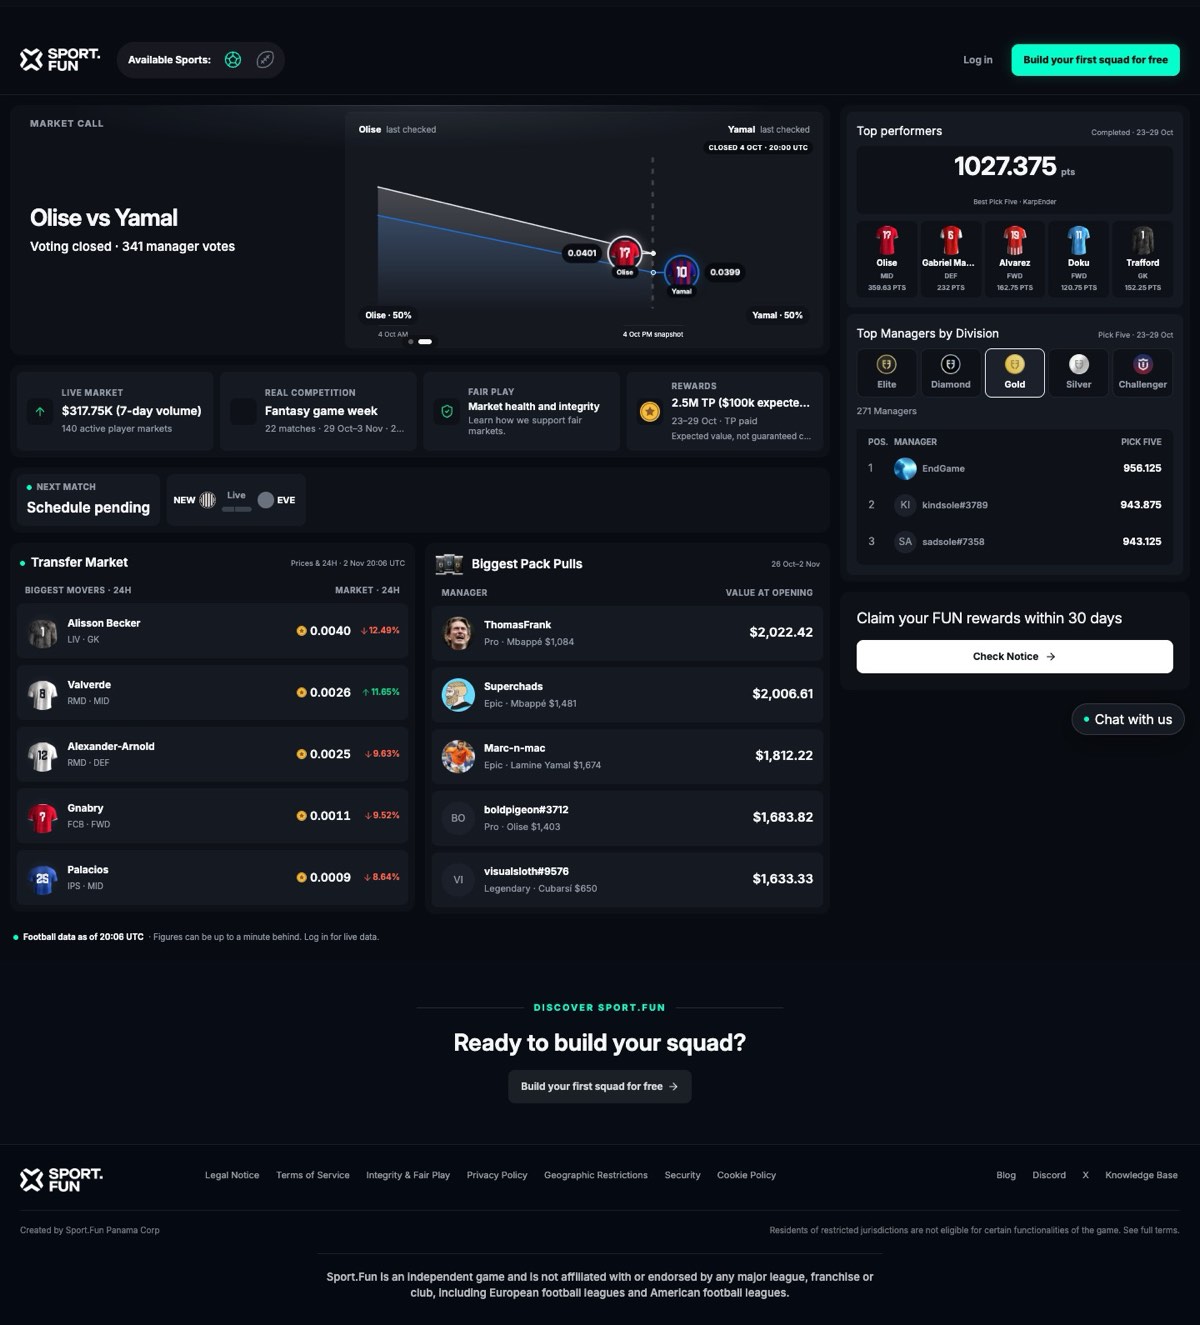 SPORT.
FUN
Available Sports:
Log in
Build your first squad for free
MARKET CALL
Olise vs Yamal
Voting closed · 341 manager votes
Olise last checked
Yamal last checked
CLOSED 4 OCT · 20:00 UTC
0.0401
17
Olise
10
Yamal
0.0399
Olise · 50%
Yamal · 50%
4 Oct AM
4 Oct PM snapshot
LIVE MARKET
$317.75K (7-day volume)
140 active player markets
REAL COMPETITION
Fantasy game week
22 matches · 29 Oct–3 Nov · 2...
FAIR PLAY
Market health and integrity
Learn how we support fair
markets.
REWARDS
2.5M TP ($100k expecte...
23–29 Oct · TP paid
Expected value, not guaranteed c...
NEXT MATCH
Schedule pending
NEW
Live
EVE
Transfer Market
Prices & 24H · 2 Nov 20:06 UTC
BIGGEST MOVERS · 24H
MARKET · 24H
1
Alisson Becker
LIV · GK
0.0040
↓12.49%
8
Valverde
RMD · MID
0.0026
↑11.65%
12
Alexander-Arnold
RMD · DEF
0.0025
↓9.63%
7
Gnabry
FCB · FWD
0.0011
↓9.52%
25
Palacios
IPS · MID
0.0009
↓8.64%
Biggest Pack Pulls
26 Oct–2 Nov
MANAGER
VALUE AT OPENING
ThomasFrank
Pro · Mbappé $1,084
$2,022.42
Superchads
Epic · Mbappé $1,481
$2,006.61
Marc-n-mac
Epic · Lamine Yamal $1,674
$1,812.22
BO
boldpigeon#3712
Pro · Olise $1,403
$1,683.82
VI
visualsloth#9576
Legendary · Cubarsí $650
$1,633.33
Football data as of 20:06 UTC · Figures can be up to a minute behind. Log in for live data.
Top performers
Completed · 23–29 Oct
1027.375 pts
Best Pick Five · KarpEnder
17
Olise
MID
359.63 PTS
6
Gabriel Ma...
DEF
232 PTS
19
Alvarez
FWD
162.75 PTS
11
Doku
FWD
120.75 PTS
1
Trafford
GK
152.25 PTS
Top Managers by Division
Pick Five · 23–29 Oct
Elite
Diamond
Gold
Silver
Challenger
271 Managers
POS. MANAGER
PICK FIVE
1
EndGame
956.125
2
KI
kindsole#3789
943.875
3
SA
sadsole#7358
943.125
Claim your FUN rewards within 30 days
Check Notice →
Chat with us
DISCOVER SPORT.FUN
Ready to build your squad?
Build your first squad for free →
SPORT.
FUN
Legal Notice
Terms of Service
Integrity & Fair Play
Privacy Policy
Geographic Restrictions
Security
Cookie Policy
Blog
Discord
X
Knowledge Base
Created by Sport.Fun Panama Corp
Residents of restricted jurisdictions are not eligible for certain functionalities of the game. See full terms.
Sport.Fun is an independent game and is not affiliated with or endorsed by any major league, franchise or
club, including European football leagues and American football leagues.